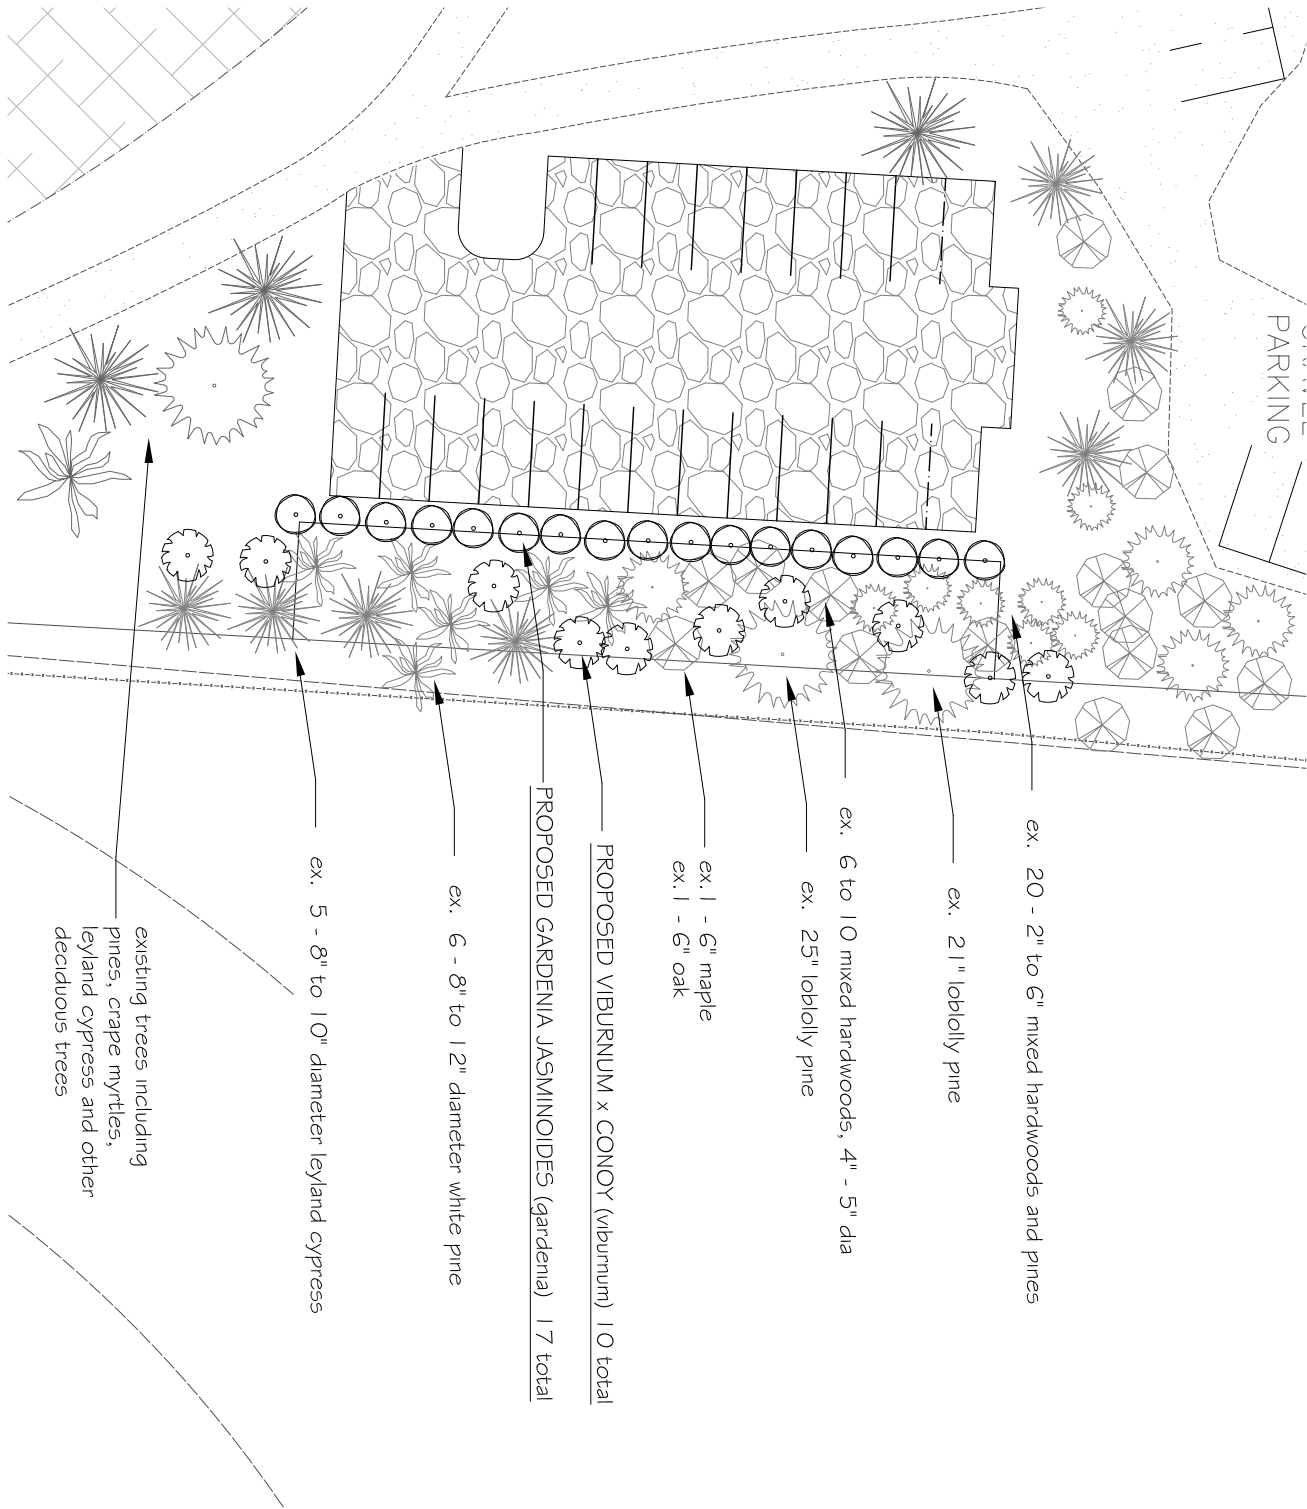 PARKING
ex. 20 - 2" to 6" mixed hardwoods and pines
ex. 21" loblolly pine
ex. 6 to 10 mixed hardwoods, 4" - 5" dia
ex. 25" loblolly pine
ex. 1 - 6" maple
ex. 1 - 6" oak
PROPOSED VIBURNUM x CONOY (viburnum) 10 total
PROPOSED GARDENIA JASMINOIDES (gardenia) 17 total
ex. 6 - 8" to 12" diameter white pine
ex. 5 - 8" to 10" diameter leyland cypress
existing trees including
pines, crape myrtles,
leyland cypress and other
deciduous trees